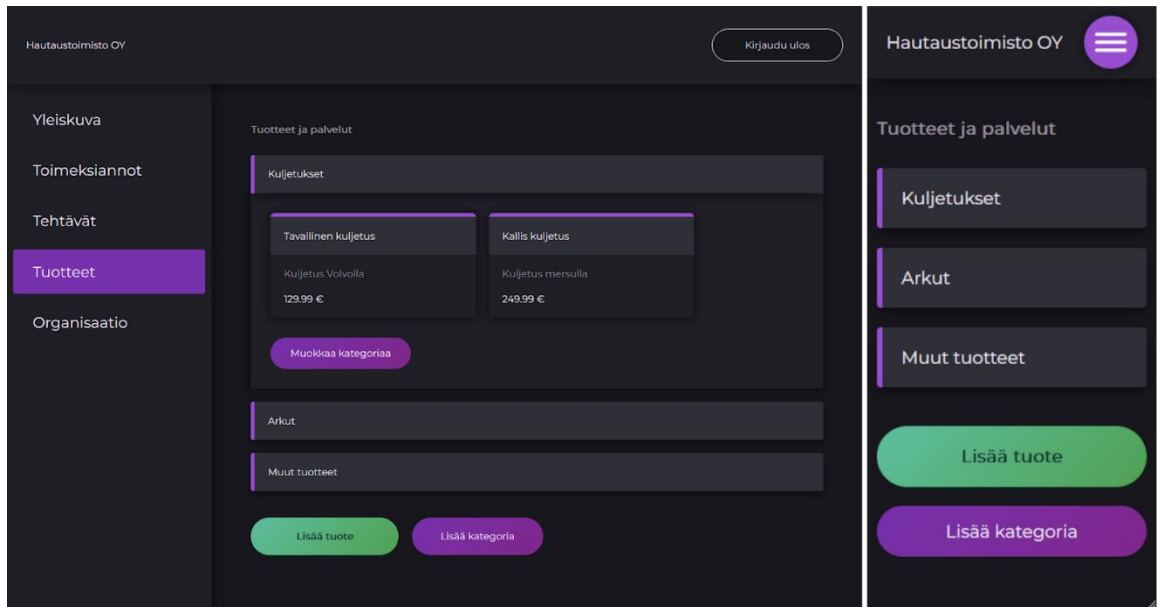 Hautaustoimisto OY
Kirjaudu ulos
Yleiskuva
Toimeksiannot
Tehtävät
Tuotteet
Organisaatio
Tuotteet ja palvelut
Kuljetukset
Tavallinen kuljetus
Kuljetus Volvolla
129.99 €
Kallis kuljetus
Kuljetus mersulla
249.99 €
Muokkaa kategoriaa
Arkut
Muut tuotteet
Lisää tuote
Lisää kategoria
Hautaustoimisto OY
Tuotteet ja palvelut
Kuljetukset
Arkut
Muut tuotteet
Lisää tuote
Lisää kategoria